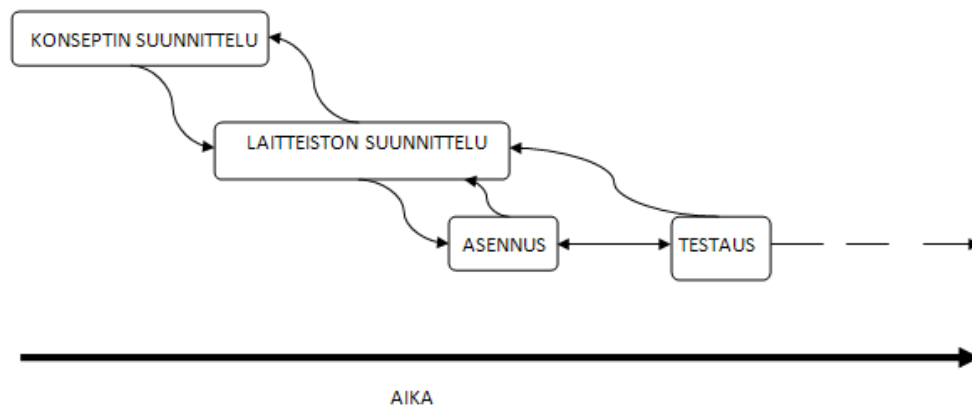 KONSEPTIN SUUNNITTELU
LAITTEISTON SUUNNITTELU
ASENNUS
TESTAUS
AIKA